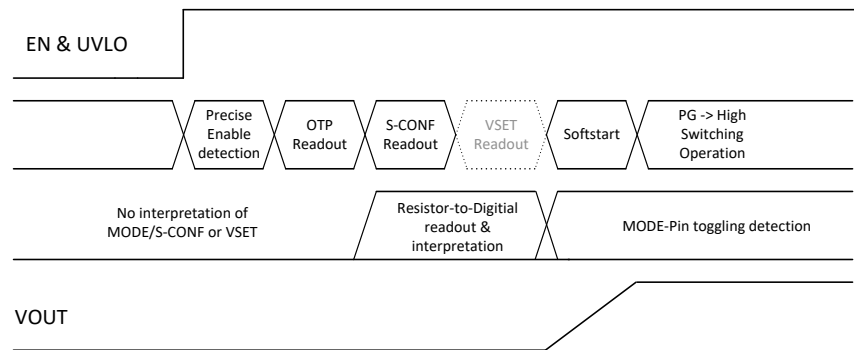 EN & UVLO
Precise
Enable
detection
OTP
Readout
S-CONF
Readout
VSET
Readout
Softstart
PG -> High
Switching
Operation
No interpretation of
MODE/S-CONF or VSET
Resistor-to-Digitial
readout &
interpretation
MODE-Pin toggling detection
VOUT